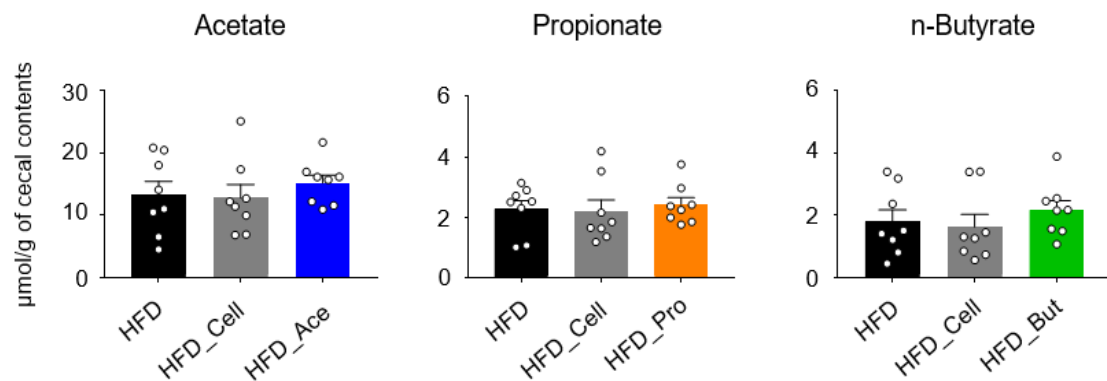 Acetate
Propionate
n-Butyrate
µmol/g of cecal contents
30
20
10
0
HFD
HFD_Cell
HFD_Ace
6
4
2
0
HFD
HFD_Cell
HFD_Pro
6
4
2
0
HFD
HFD_Cell
HFD_But